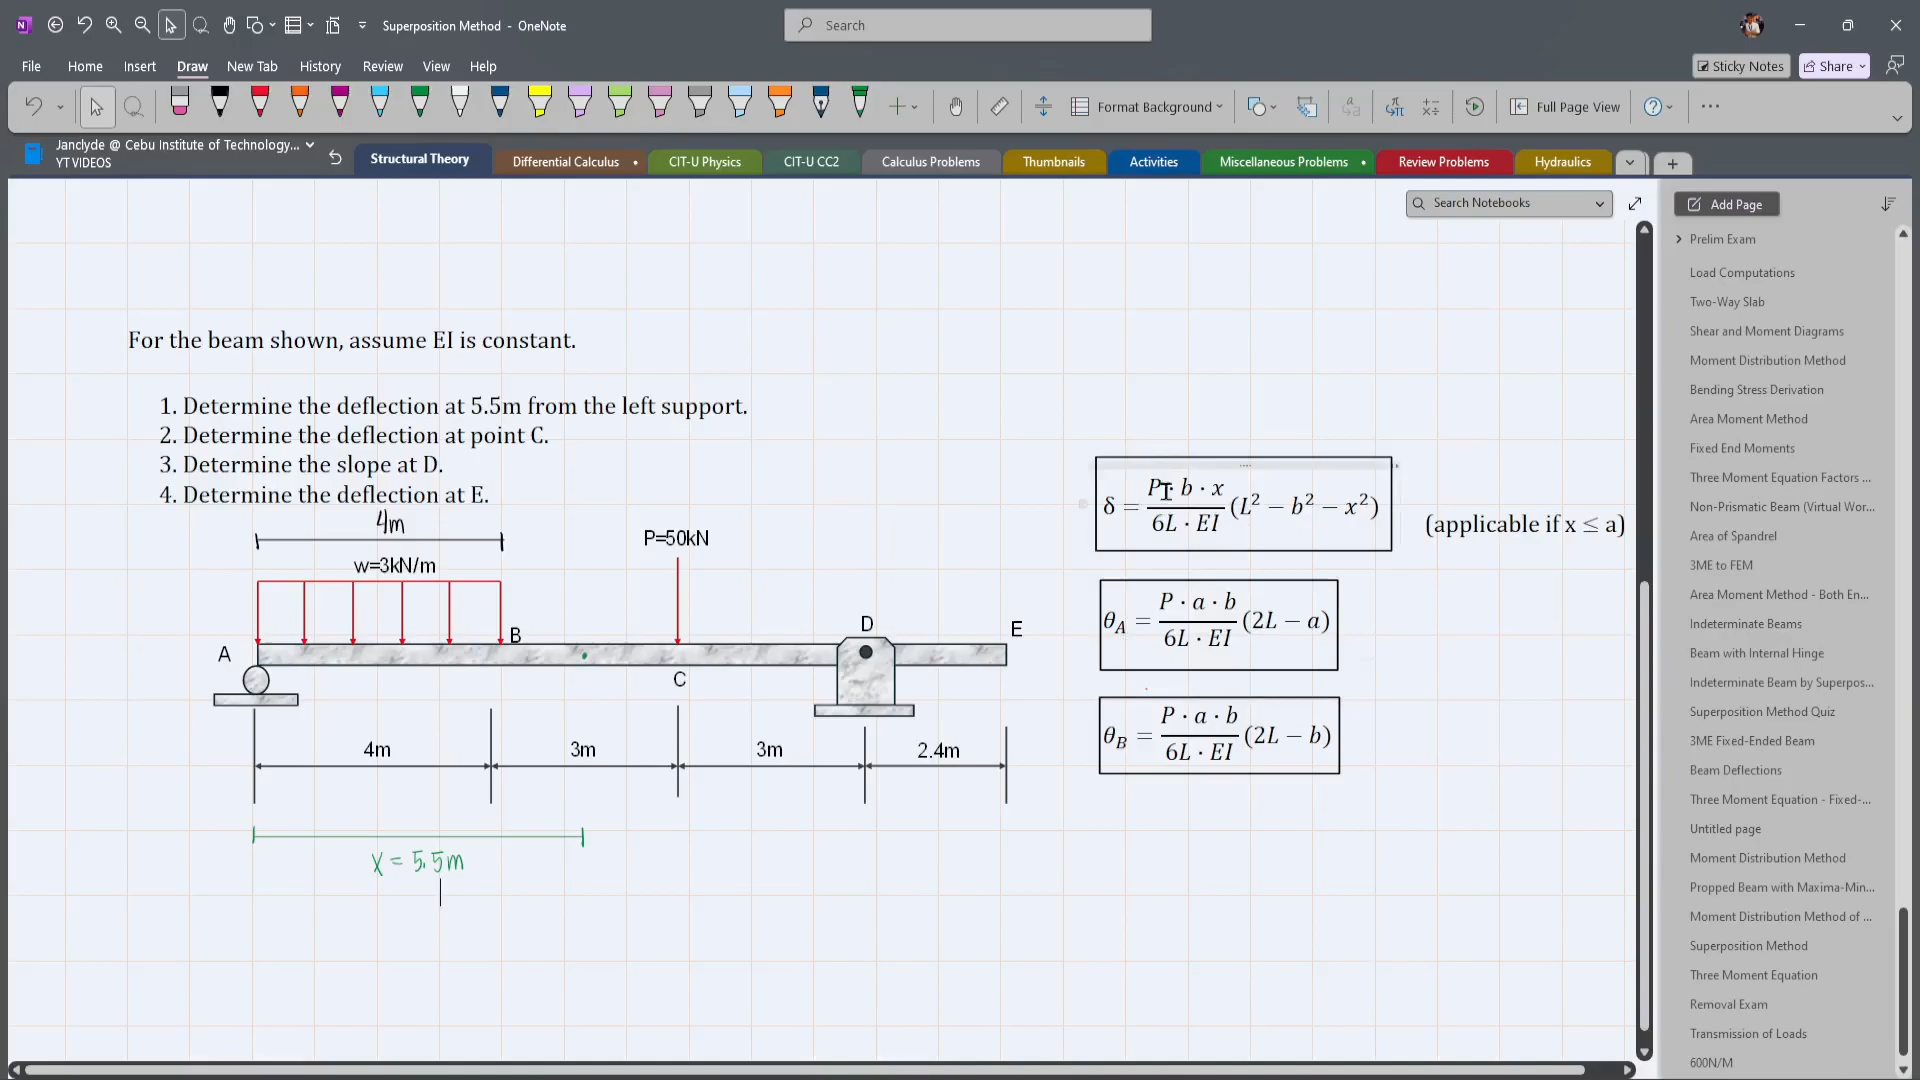 Superposition Method - OneNote
Search
File Home Insert Draw New Tab History Review View Help
Sticky Notes Share
Format Background Full Page View
Janclyde @ Cebu Institute of Technology...
YT VIDEOS
Structural Theory Differential Calculus CIT-U Physics CIT-U CC2 Calculus Problems Thumbnails Activities Miscellaneous Problems Review Problems Hydraulics
Search Notebooks
Add Page
For the beam shown, assume EI is constant.
1. Determine the deflection at 5.5m from the left support.
2. Determine the deflection at point C.
3. Determine the slope at D.
4. Determine the deflection at E.
4m
w=3kN/m
P=50kN
A
B
C
D
E
4m 3m 3m 2.4m
x = 5.5m
δ = P · b · x / 6L · EI (L² − b² − x²)
(applicable if x ≤ a)
θ_A = P · a · b / 6L · EI (2L − a)
θ_B = P · a · b / 6L · EI (2L − b)
Prelim Exam
Load Computations
Two-Way Slab
Shear and Moment Diagrams
Moment Distribution Method
Bending Stress Derivation
Area Moment Method
Fixed End Moments
Three Moment Equation Factors ...
Non-Prismatic Beam (Virtual Wor...
Area of Spandrel
3ME to FEM
Area Moment Method - Both En...
Indeterminate Beams
Beam with Internal Hinge
Indeterminate Beam by Superpos...
Superposition Method Quiz
3ME Fixed-Ended Beam
Beam Deflections
Three Moment Equation - Fixed-...
Untitled page
Moment Distribution Method
Propped Beam with Maxima-Min...
Moment Distribution Method of ...
Superposition Method
Three Moment Equation
Removal Exam
Transmission of Loads
600N/M